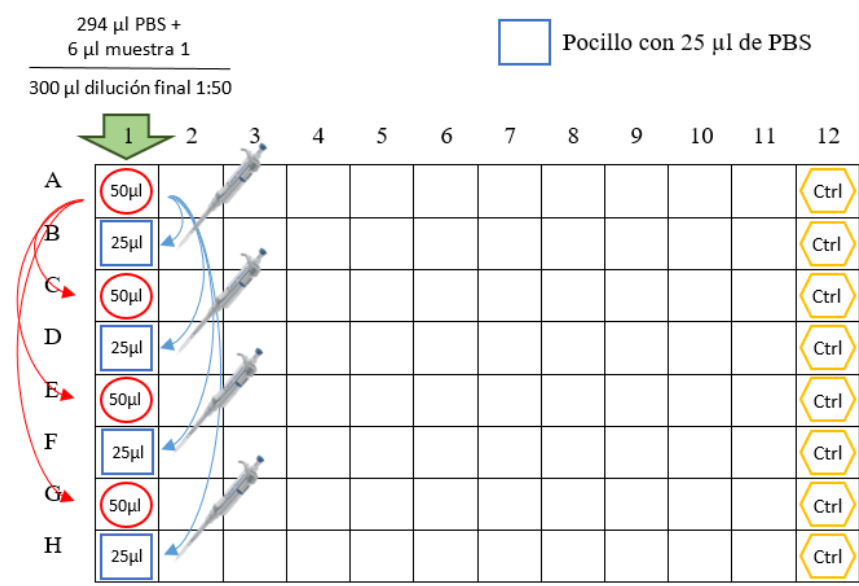 294 µl PBS +
6 µl muestra 1
300 µl dilución final 1:50
Pocillo con 25 µl de PBS
1 2 3 4 5 6 7 8 9 10 11 12
A 50µl Ctrl
B 25µl Ctrl
C 50µl Ctrl
D 25µl Ctrl
E 50µl Ctrl
F 25µl Ctrl
G 50µl Ctrl
H 25µl Ctrl